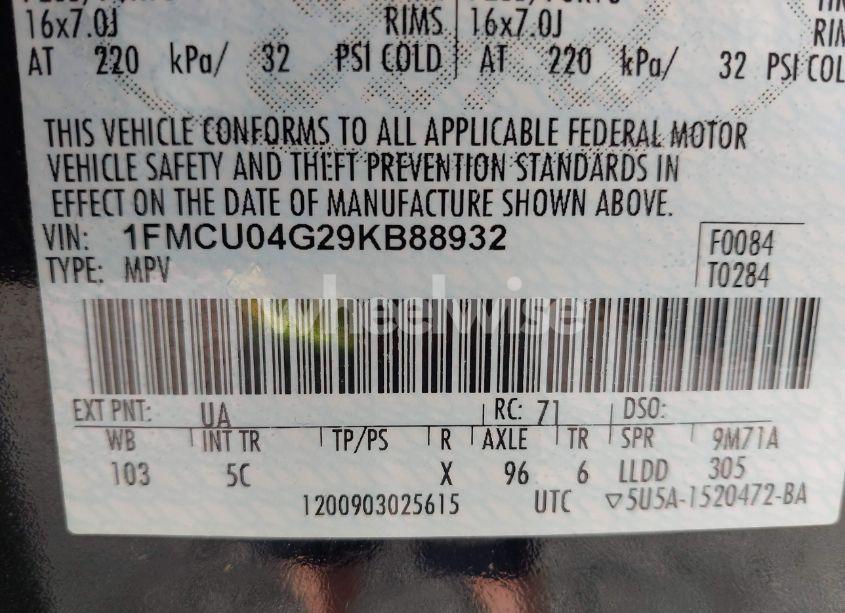 16x7.0J RIMS 16x7.0J RIM
AT 220 kPa/ 32 PSI COLD AT 220 kPa/ 32 PSI COL
THIS VEHICLE CONFORMS TO ALL APPLICABLE FEDERAL MOTOR
VEHICLE SAFETY AND THEFT PREVENTION STANDARDS IN
EFFECT ON THE DATE OF MANUFACTURE SHOWN ABOVE.
VIN: 1FMCU04G29KB88932 F0084
TYPE: MPV T0284
wheelwise
EXT PNT: UA RC: 71 DSO:
WB INT TR TP/PS R AXLE TR SPR 9M71A
103 5C X 96 6 LLDD 305
1200903025615 UTC ▽5U5A-1520472-BA